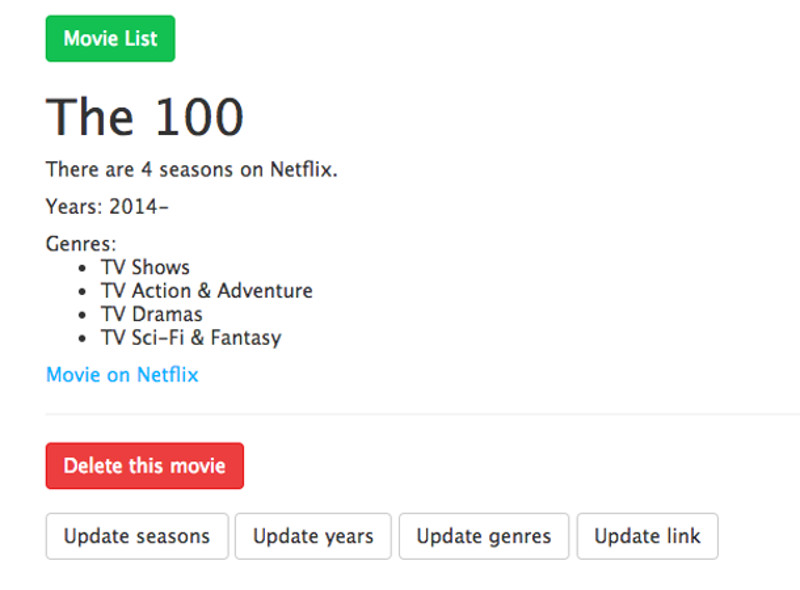 Movie List
The 100
There are 4 seasons on Netflix.
Years: 2014-
Genres:
• TV Shows
• TV Action & Adventure
• TV Dramas
• TV Sci-Fi & Fantasy
Movie on Netflix
Delete this movie
Update seasons Update years Update genres Update link